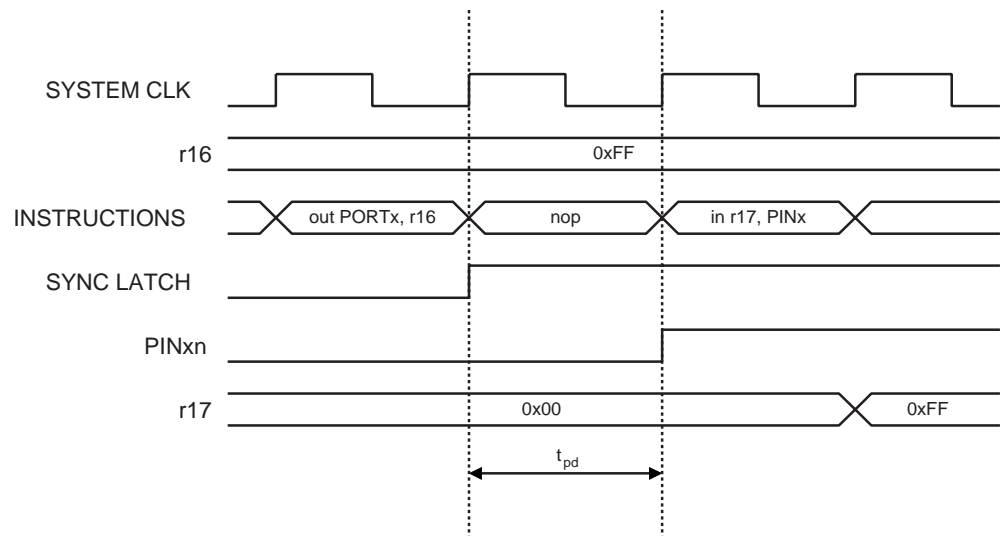 SYSTEM CLK
r16
0xFF
INSTRUCTIONS
out PORTx, r16
nop
in r17, PINx
SYNC LATCH
PINxn
r17
0x00
0xFF
tpd